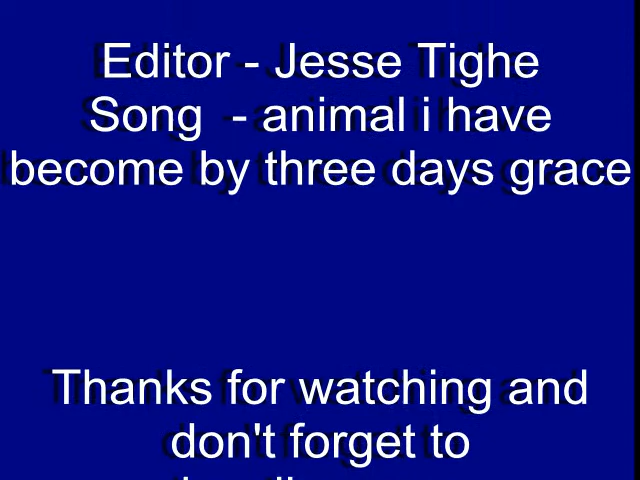 Editor - Jesse Tighe
Song - animal i have
become by three days grace
Thanks for watching and
don't forget to